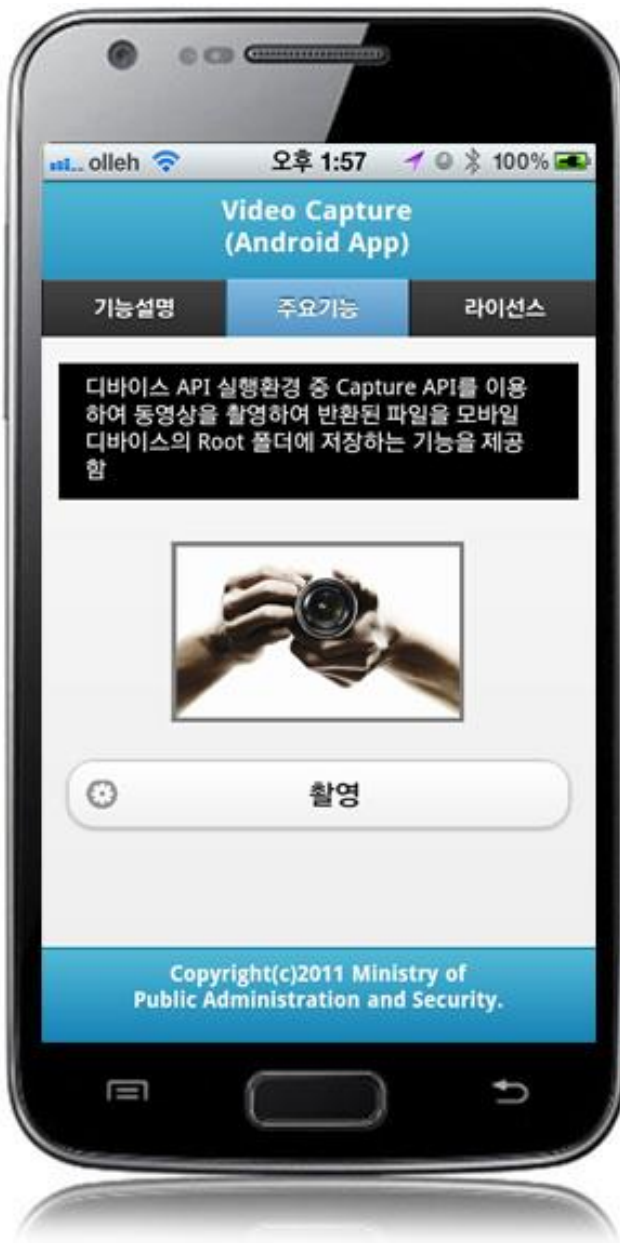 olleh 오후 1:57 100%
Video Capture
(Android App)
기능설명 주요기능 라이선스
디바이스 API 실행환경 중 Capture API를 이용
하여 동영상을 촬영하여 반환된 파일을 모바일
디바이스의 Root 폴더에 저장하는 기능을 제공
함
촬영
Copyright(c)2011 Ministry of
Public Administration and Security.